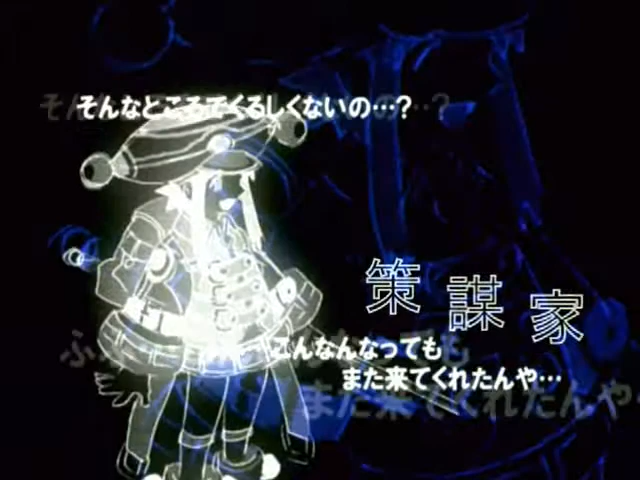 そんなところでくるしくないの…?
策謀家
こんなんなっても
また来てくれたんや…